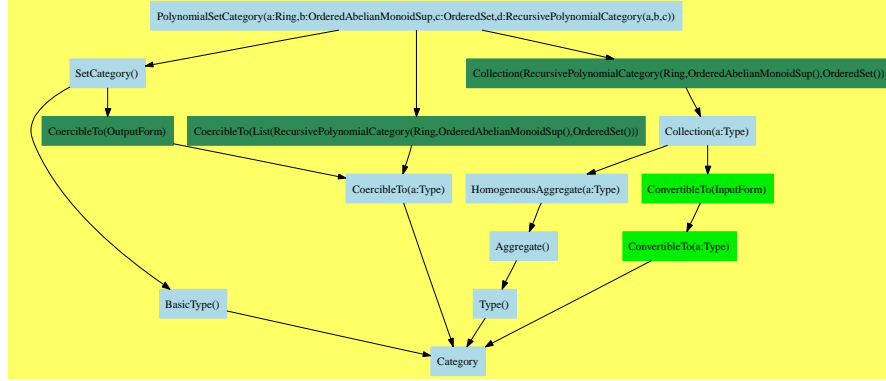 PolynomialSetCategory(a:Ring,b:OrderedAbelianMonoidSup,c:OrderedSet,d:RecursivePolynomialCategory(a,b,c))
SetCategory()
Collection(RecursivePolynomialCategory(Ring,OrderedAbelianMonoidSup(),OrderedSet()))
CoercibleTo(OutputForm)
CoercibleTo(List(RecursivePolynomialCategory(Ring,OrderedAbelianMonoidSup(),OrderedSet())))
Collection(a:Type)
CoercibleTo(a:Type)
HomogeneousAggregate(a:Type)
ConvertibleTo(InputForm)
Aggregate()
ConvertibleTo(a:Type)
BasicType()
Type()
Category